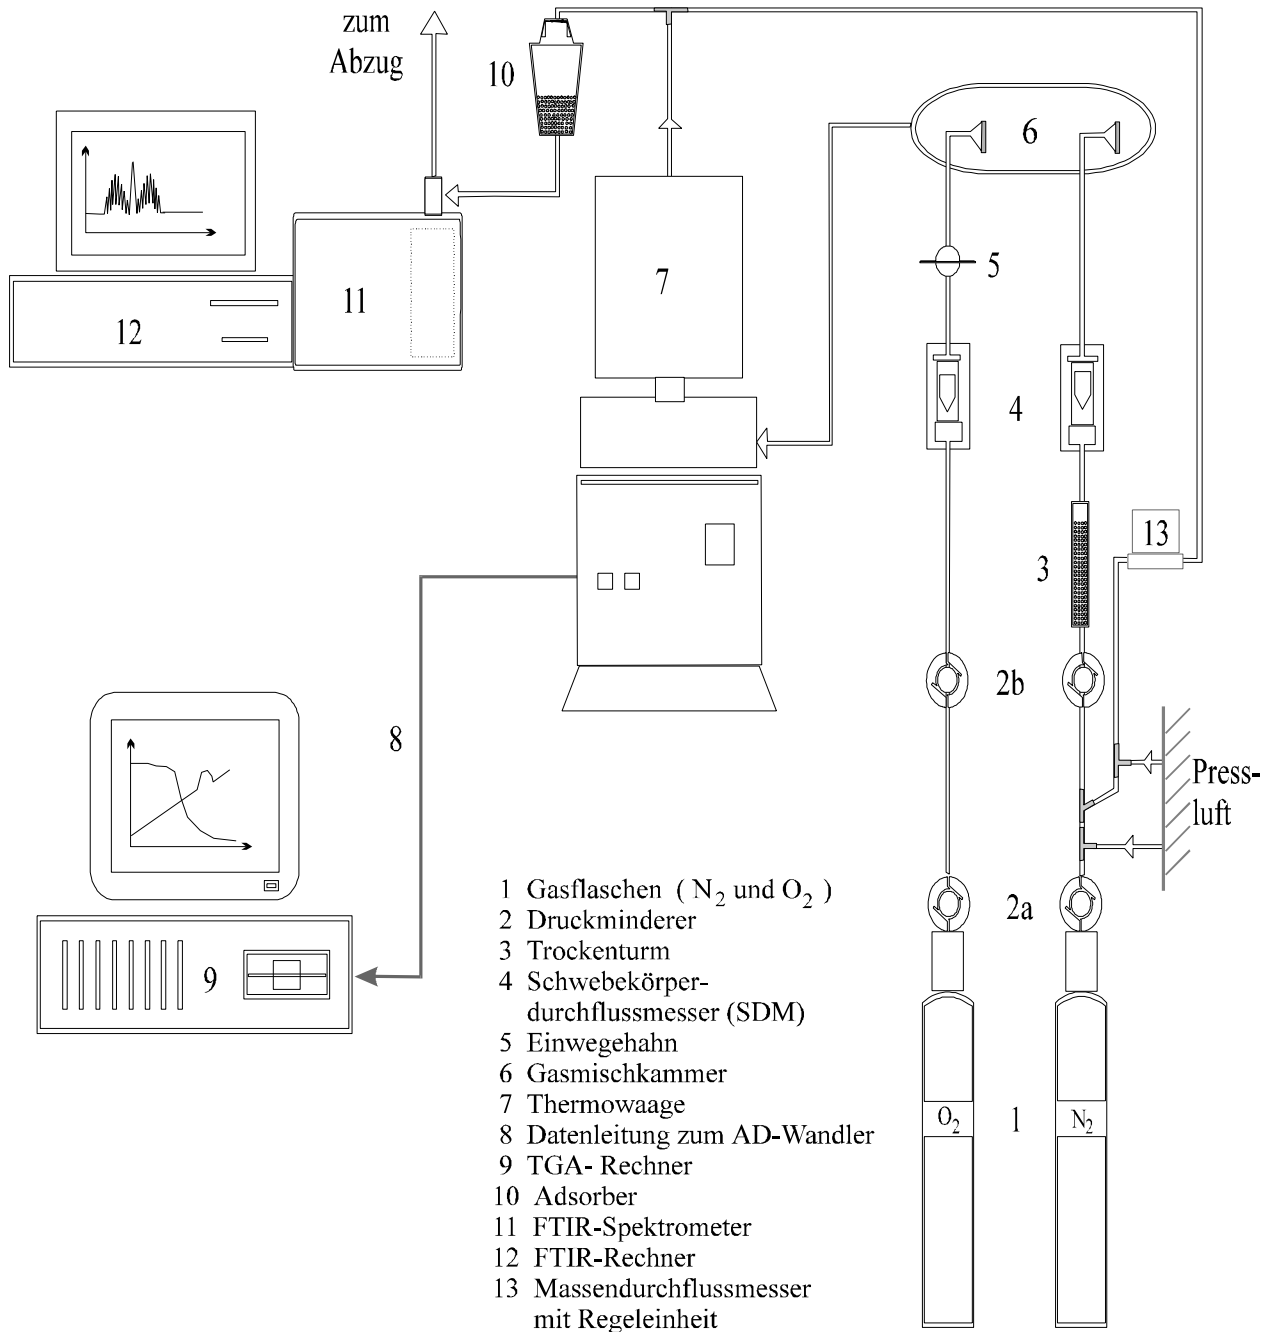 zum
Abzug
10
6
5
7
11
12
4
13
3
2b
8
Press-
luft
2a
9
O2
1
N2
1 Gasflaschen ( N2 und O2 )
2 Druckminderer
3 Trockenturm
4 Schwebekörper-
durchflussmesser (SDM)
5 Einwegehahn
6 Gasmischkammer
7 Thermowaage
8 Datenleitung zum AD-Wandler
9 TGA- Rechner
10 Adsorber
11 FTIR-Spektrometer
12 FTIR-Rechner
13 Massendurchflussmesser
mit Regeleinheit